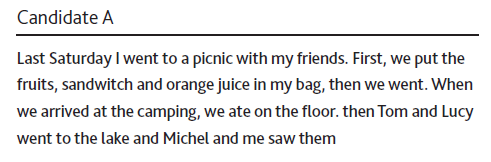 Candidate A
Last Saturday I went to a picnic with my friends. First, we put the
fruits, sandwitch and orange juice in my bag, then we went. When
we arrived at the camping, we ate on the floor. then Tom and Lucy
went to the lake and Michel and me saw them